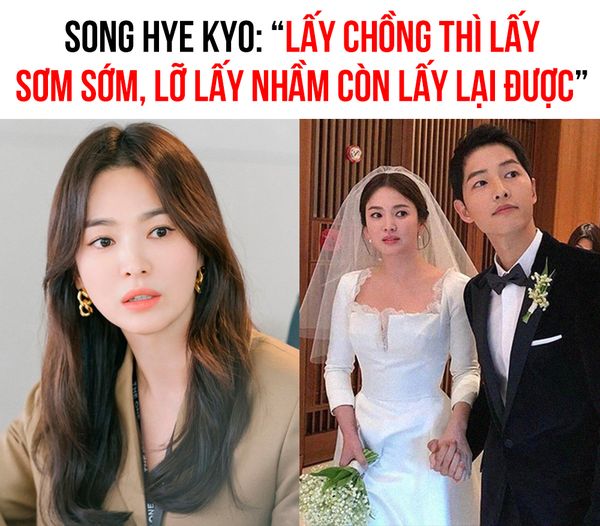 SONG HYE KYO: “LẤY CHỒNG THÌ LẤY
SƠM SỚM, LỠ LẤY NHẦM CÒN LẤY LẠI ĐƯỢC”